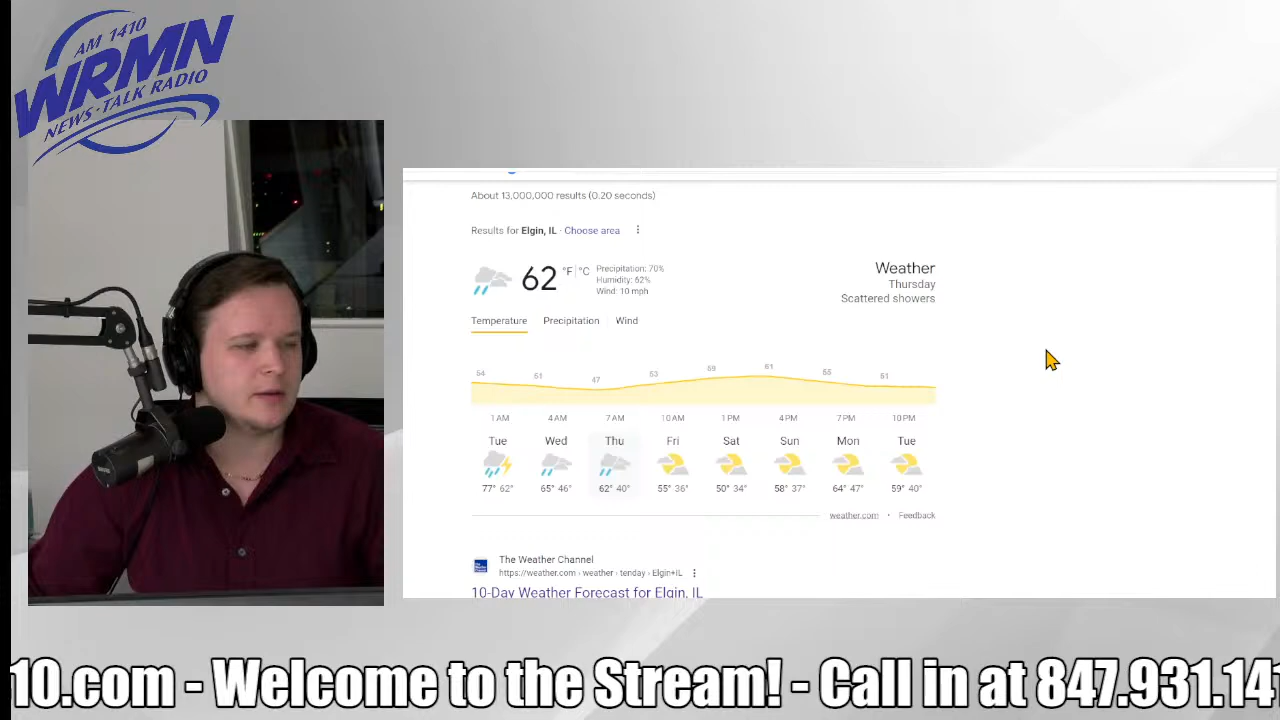 AM 1410
WRMN
NEWS·TALK RADIO
About 13,000,000 results (0.20 seconds)
Results for Elgin, IL · Choose area
62 °F | °C
Precipitation: 70%
Humidity: 62%
Wind: 10 mph
Weather
Thursday
Scattered showers
Temperature Precipitation Wind
54 51 47 53 59 61 55 51
1 AM 4 AM 7 AM 10 AM 1 PM 4 PM 7 PM 10 PM
Tue Wed Thu Fri Sat Sun Mon Tue
77° 62° 65° 46° 62° 40° 55° 36° 50° 34° 58° 37° 64° 47° 59° 40°
weather.com • Feedback
The Weather Channel
https://weather.com › weather › tenday › Elgin+IL
10-Day Weather Forecast for Elgin, IL
10.com - Welcome to the Stream! - Call in at 847.931.141